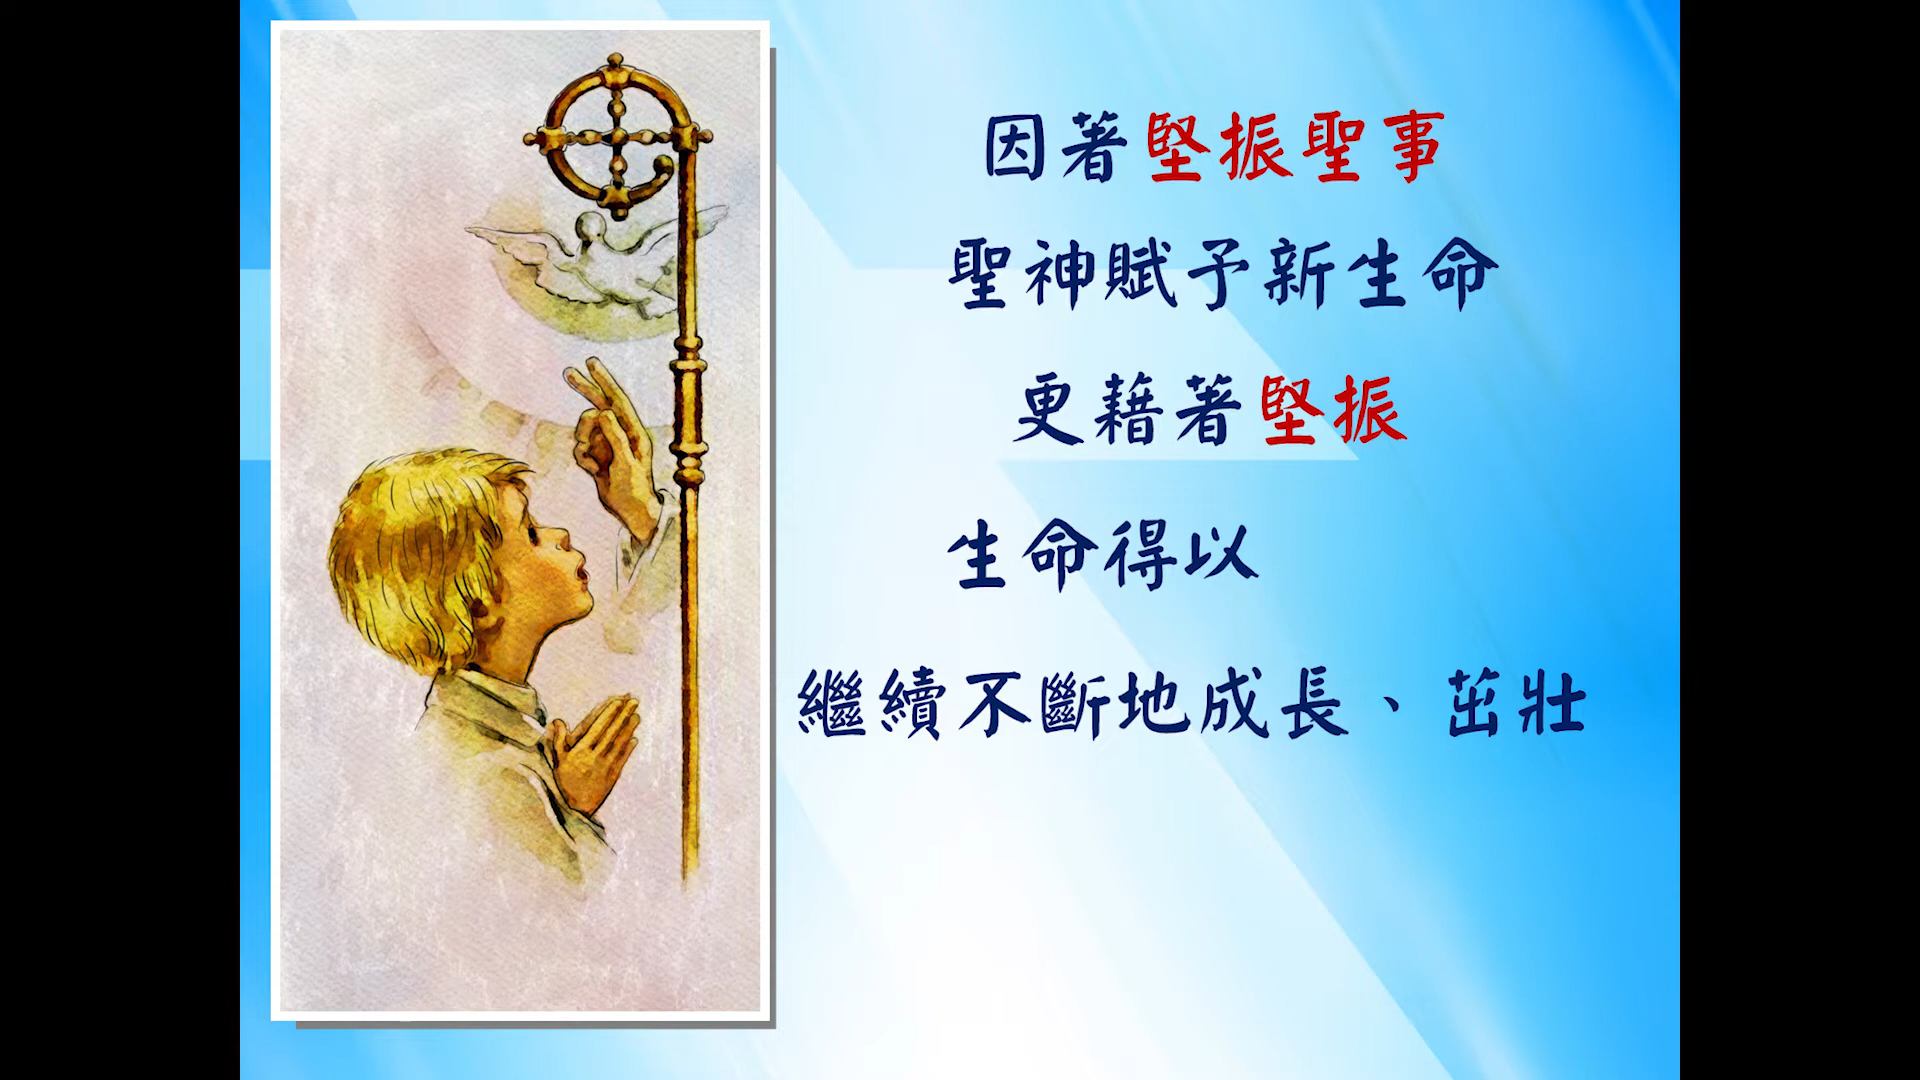 因著堅振聖事
聖神賦予新生命
更藉著堅振
生命得以
繼續不斷地成長、茁壯